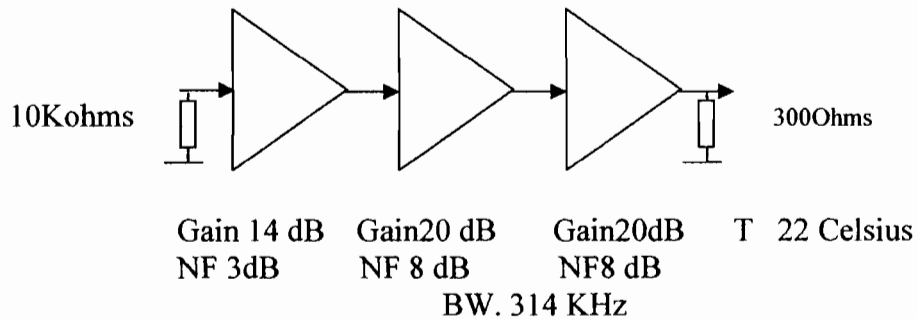 10Kohms
300Ohms
Gain 14 dB Gain20 dB Gain20dB T 22 Celsius
NF 3dB NF 8 dB NF8 dB
BW. 314 KHz